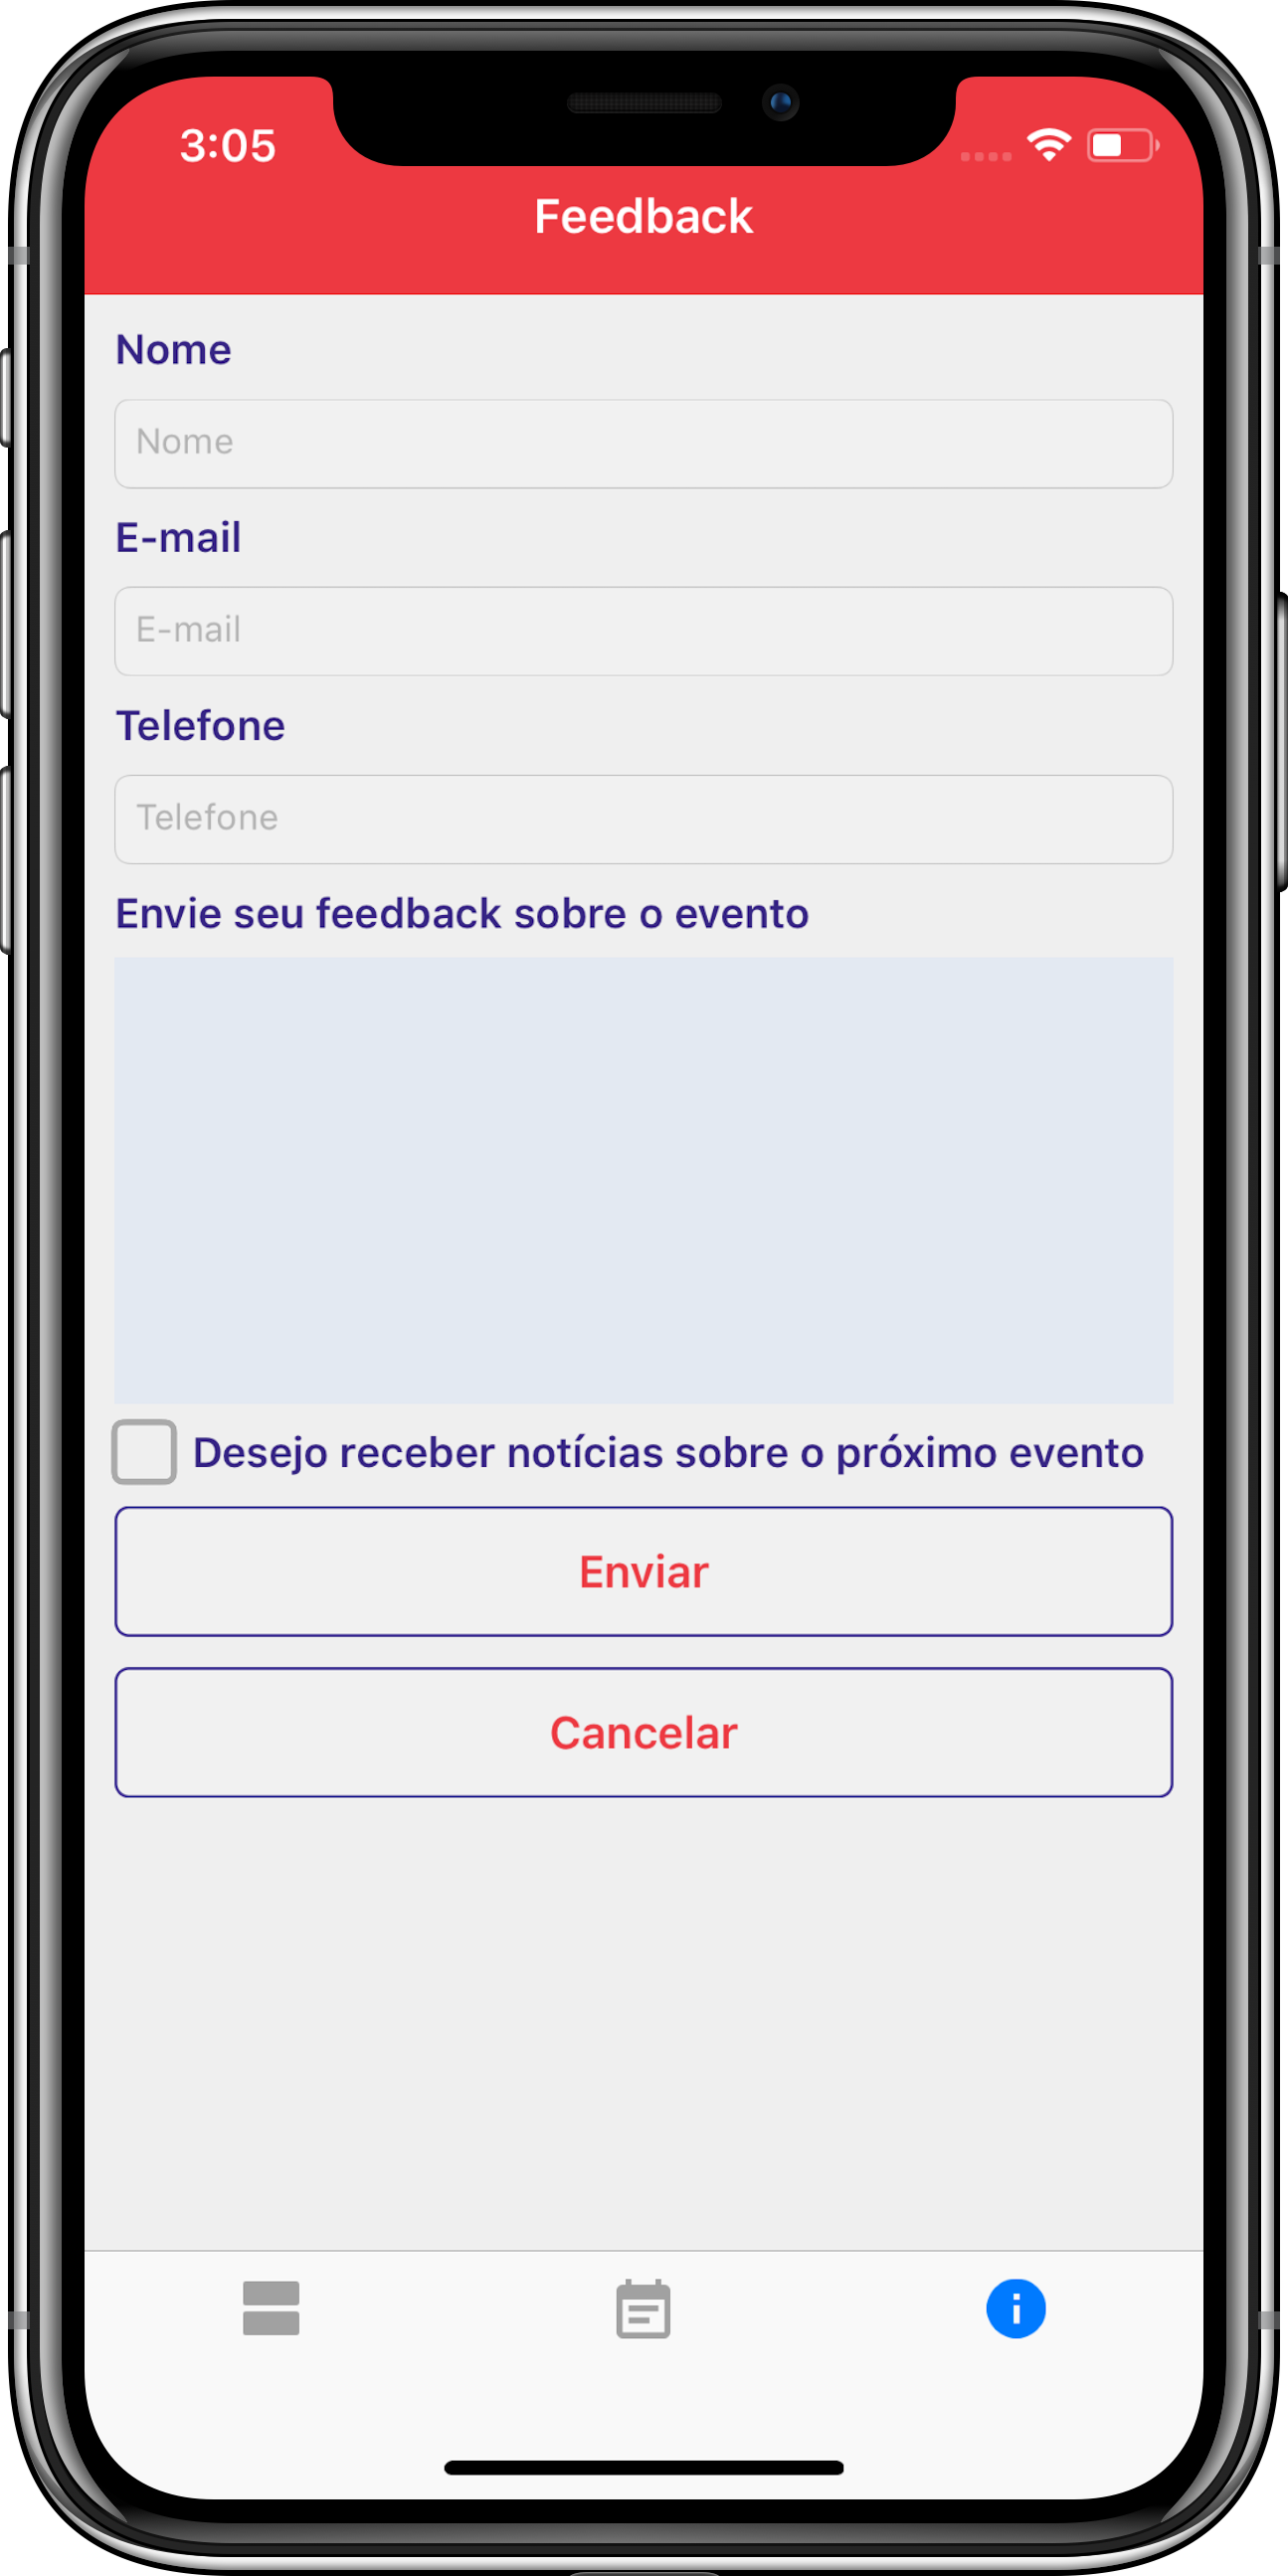 3:05
Feedback
Nome
Nome
E-mail
E-mail
Telefone
Telefone
Envie seu feedback sobre o evento
Desejo receber notícias sobre o próximo evento
Enviar
Cancelar